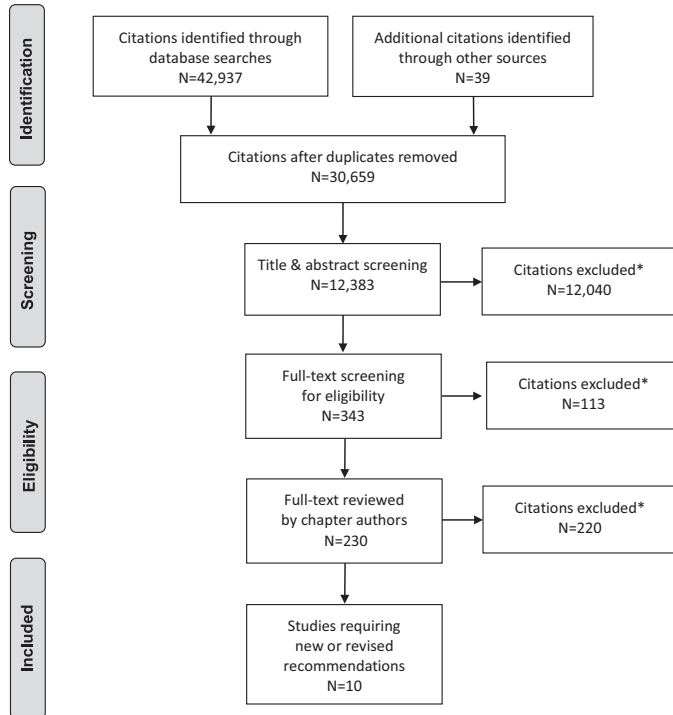 Identification
Citations identified through
database searches
N=42,937
Additional citations identified
through other sources
N=39
Citations after duplicates removed
N=30,659
Screening
Title & abstract screening
N=12,383
Citations excluded*
N=12,040
Eligibility
Full-text screening
for eligibility
N=343
Citations excluded*
N=113
Full-text reviewed
by chapter authors
N=230
Citations excluded*
N=220
Included
Studies requiring
new or revised
recommendations
N=10